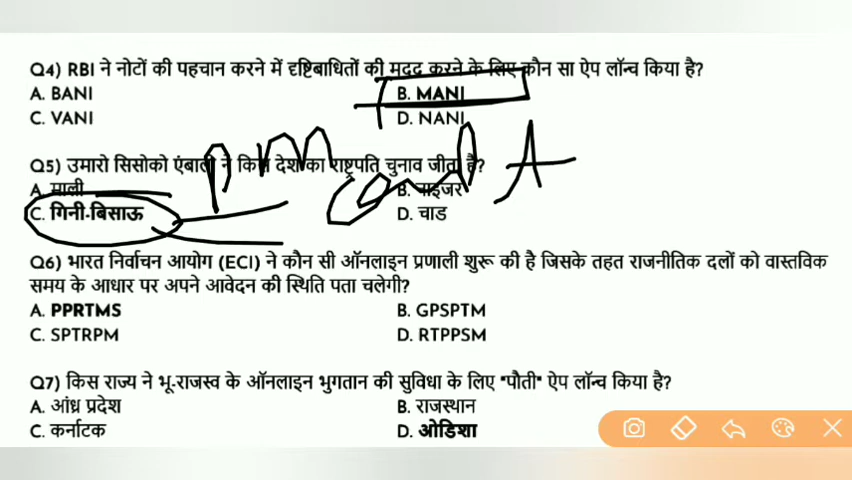 Q4) RBI ने नोटों की पहचान करने में दृष्टिबाधितों की मदद करने के लिए कौन सा ऐप लॉन्च किया है?
A. BANI B. MANI
C. VANI D. NANI
Q5) उमारो सिसोको एंबालो ने किस देश का राष्ट्रपति चुनाव जीता है?
A. माली B. नाइजर
C. गिनी-बिसाऊ D. चाड
Q6) भारत निर्वाचन आयोग (ECI) ने कौन सी ऑनलाइन प्रणाली शुरू की है जिसके तहत राजनीतिक दलों को वास्तविक
समय के आधार पर अपने आवेदन की स्थिति पता चलेगी?
A. PPRTMS B. GPSPTM
C. SPTRPM D. RTPPSM
Q7) किस राज्य ने भू-राजस्व के ऑनलाइन भुगतान की सुविधा के लिए "पौती" ऐप लॉन्च किया है?
A. आंध्र प्रदेश B. राजस्थान
C. कर्नाटक D. ओडिशा